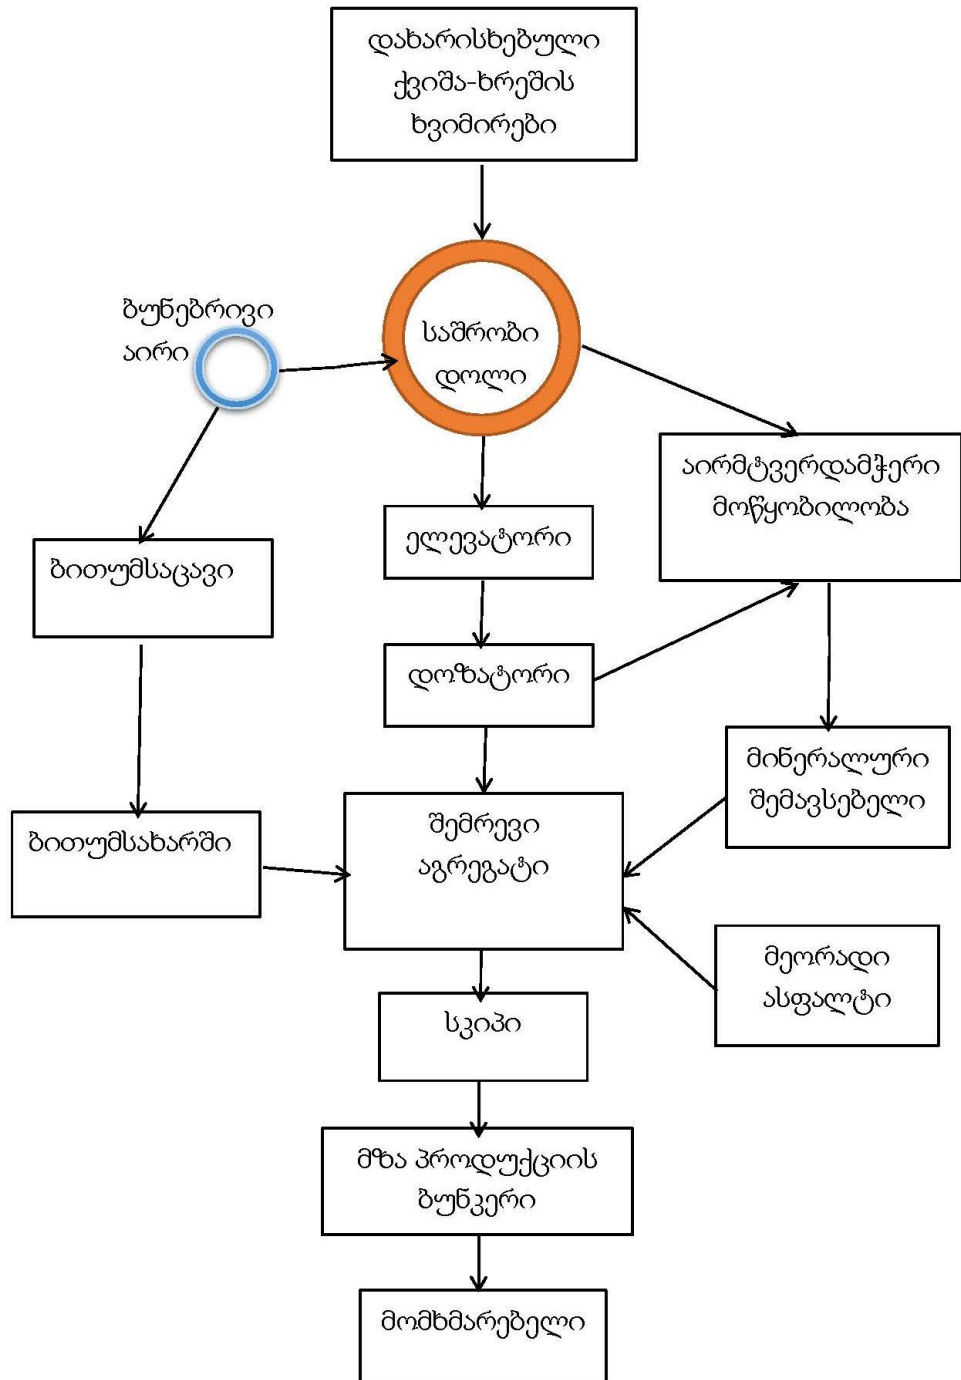 დახარისხებული
ქვიშა-ხრეშის
ხვიმირები
ბუნებრივი
აირი
საშრობი
დოლი
აირმტვერდამჭერი
მოწყობილობა
ელევატორი
ბითუმსაცავი
დოზატორი
მინერალური
შემავსებელი
შემრევი
აგრეგატი
ბითუმსახარში
მეორადი
ასფალტი
სკიპი
მზა პროდუქციის
ბუნკერი
მომხმარებელი